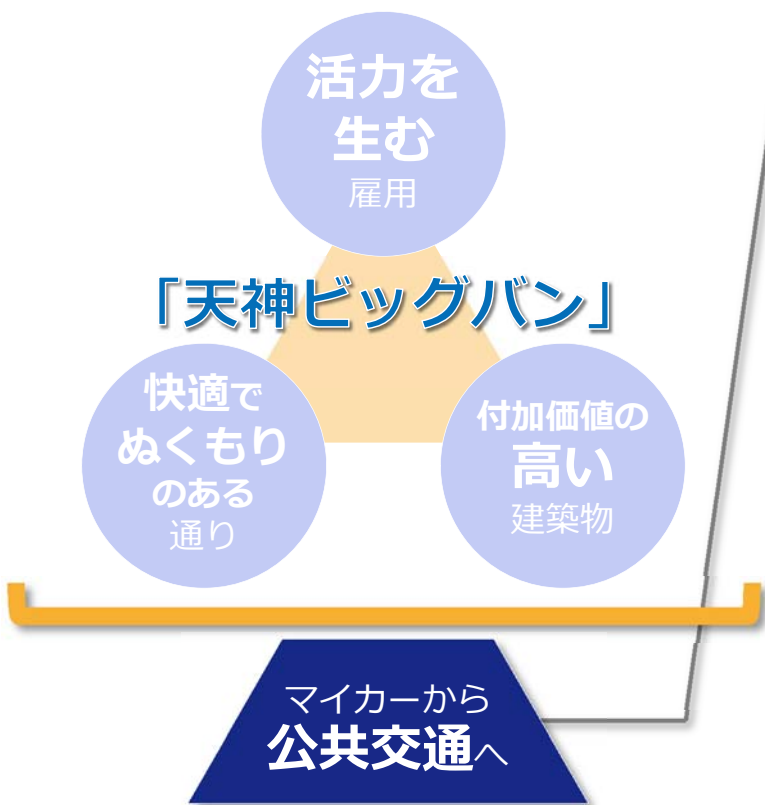 活力を
生む
雇用
「天神ビッグバン」
快適で
ぬくもり
のある
通り
付加価値の
高い
建築物
マイカーから
公共交通へ